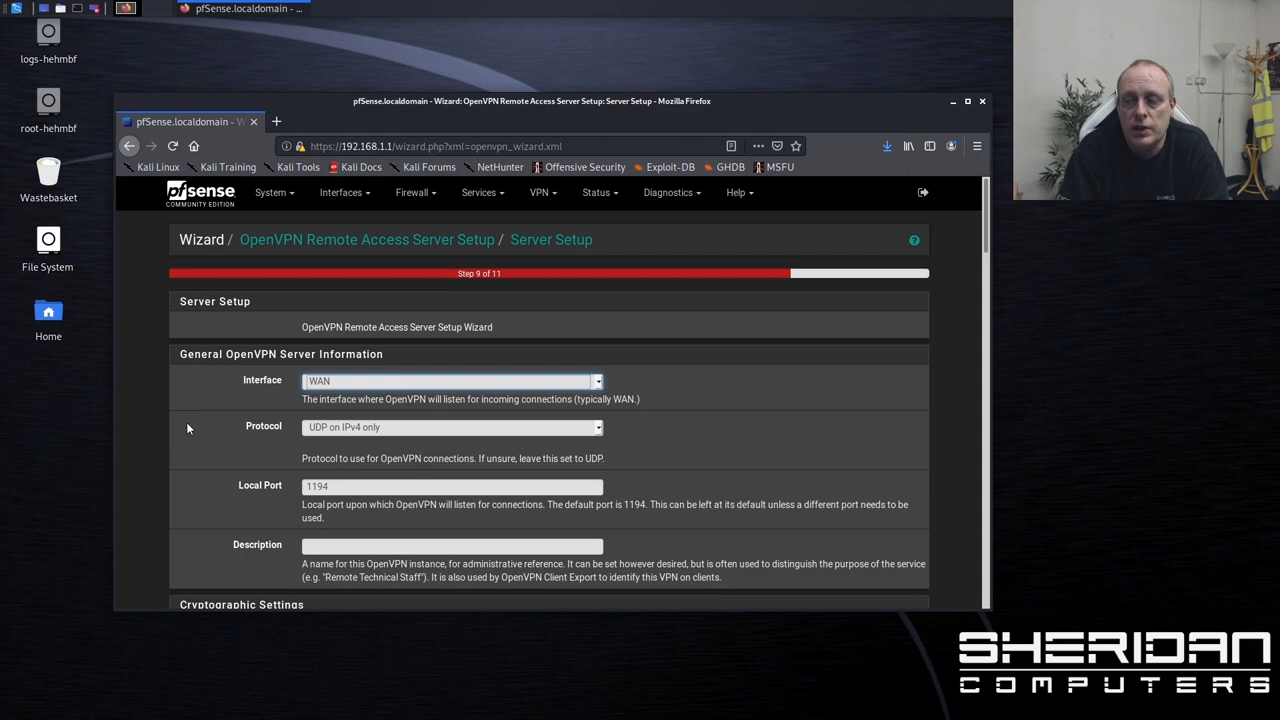 pfSense.localdomain - ...
logs-hehmbf
root-hehmbf
Wastebasket
File System
Home
pfSense.localdomain - Wizard: OpenVPN Remote Access Server Setup: Server Setup - Mozilla Firefox
pfSense.localdomain - W
https://192.168.1.1/wizard.php?xml=openvpn_wizard.xml
Kali Linux Kali Training Kali Tools Kali Docs Kali Forums NetHunter Offensive Security Exploit-DB GHDB MSFU
pfsense
COMMUNITY EDITION
System Interfaces Firewall Services VPN Status Diagnostics Help
Wizard / OpenVPN Remote Access Server Setup / Server Setup
Step 9 of 11
Server Setup
OpenVPN Remote Access Server Setup Wizard
General OpenVPN Server Information
Interface WAN
The interface where OpenVPN will listen for incoming connections (typically WAN.)
Protocol UDP on IPv4 only
Protocol to use for OpenVPN connections. If unsure, leave this set to UDP.
Local Port 1194
Local port upon which OpenVPN will listen for connections. The default port is 1194. This can be left at its default unless a different port needs to be
used.
Description
A name for this OpenVPN instance, for administrative reference. It can be set however desired, but is often used to distinguish the purpose of the service
(e.g. "Remote Technical Staff"). It is also used by OpenVPN Client Export to identify this VPN on clients.
Cryptographic Settings
SHERIDAN
COMPUTERS